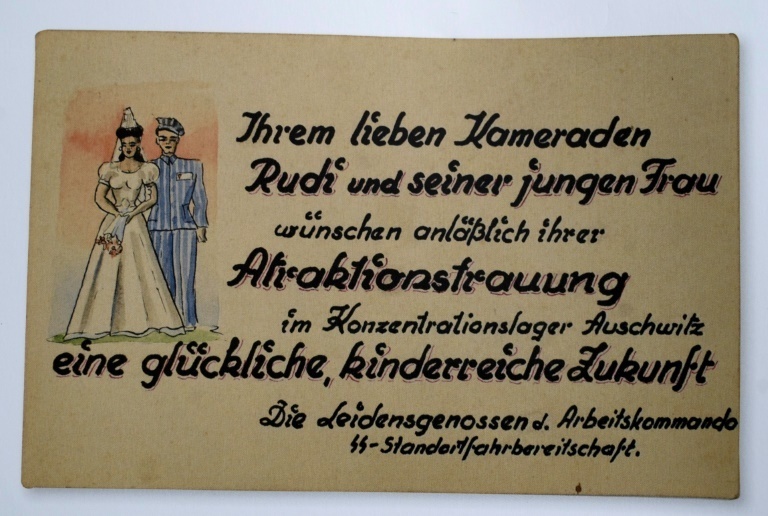 Ihrem lieben Kameraden
Rudi und seiner jungen Frau
wünschen anläßlich ihrer
Atraktionstrauung
im Konzentrationslager Auschwitz
eine glückliche, kinderreiche Zukunft
Die Leidensgenossen d. Arbeitskommando
SS-Standortfahrbereitschaft.